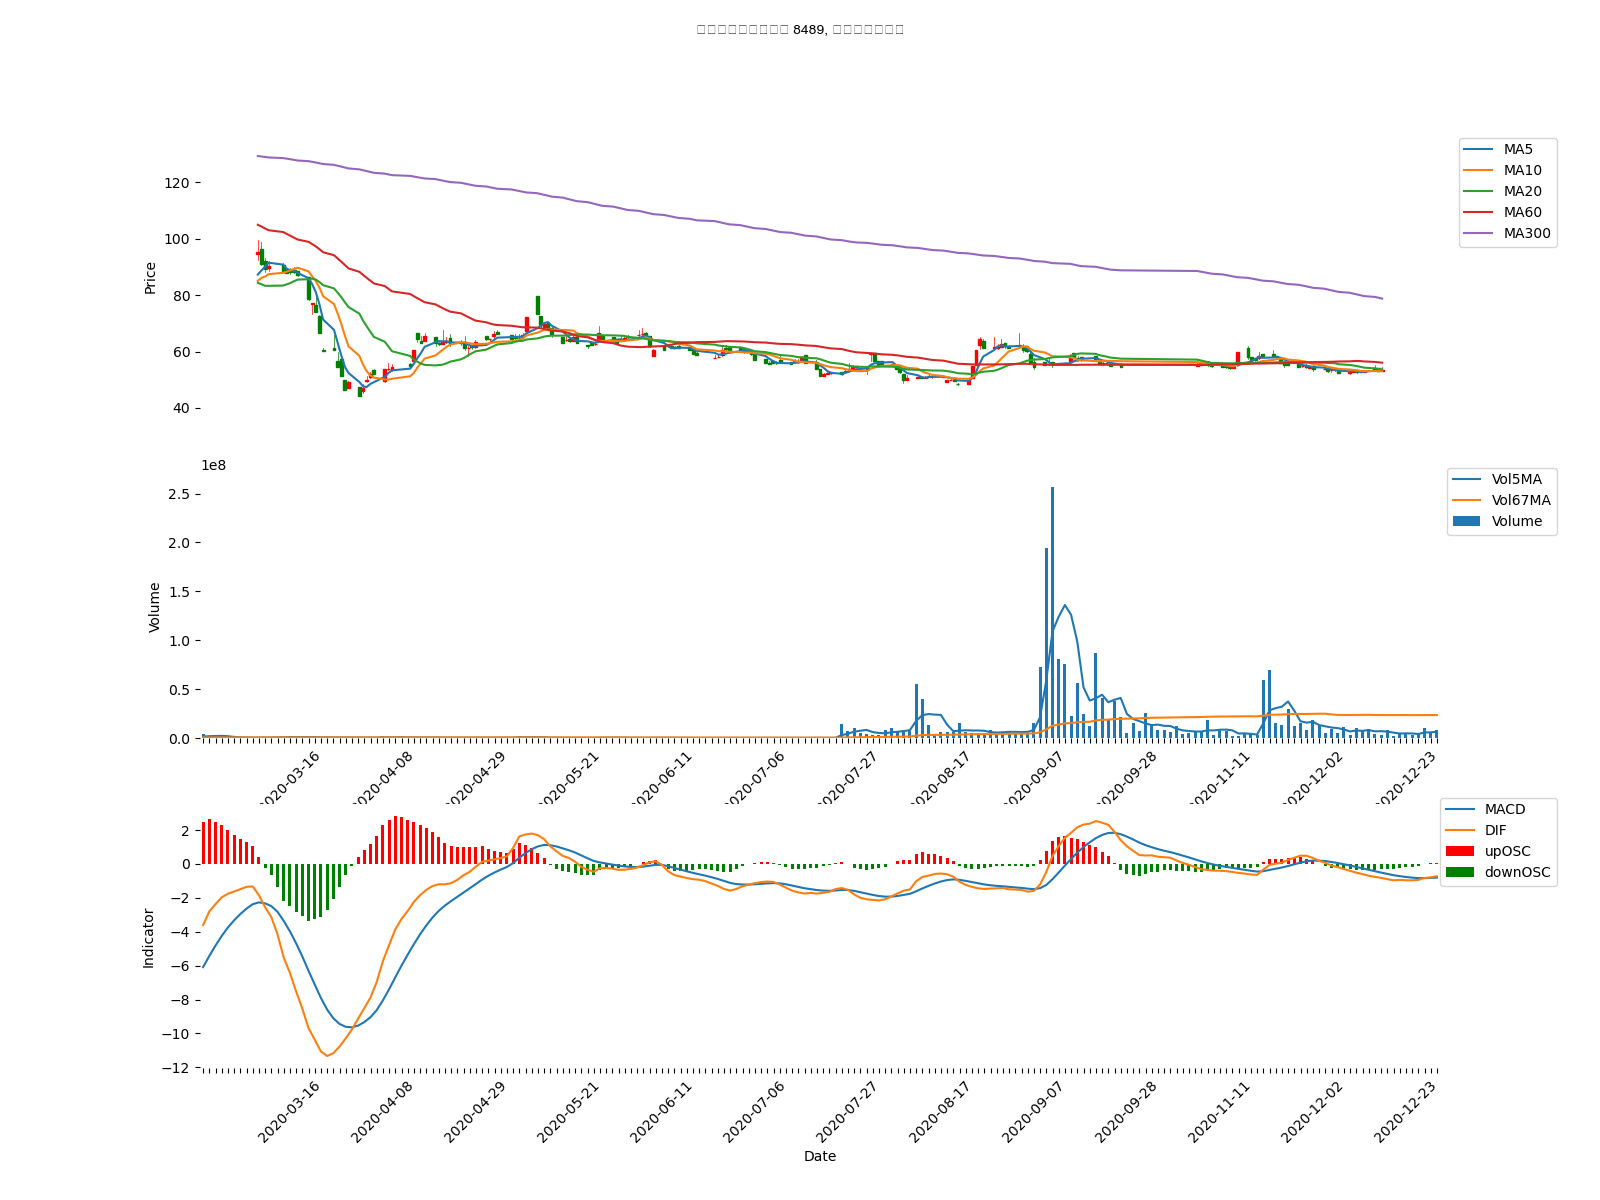 8489,
MA5
MA10
MA20
MA60
MA300
120
100
80
60
40
Price
1e8
Vol5MA
Vol67MA
Volume
2.5
2.0
1.5
1.0
0.5
0.0
Volume
2020-03-16 2020-04-08 2020-04-29 2020-05-21 2020-06-11 2020-07-06 2020-07-27 2020-08-17 2020-09-07 2020-09-28 2020-11-11 2020-12-02 2020-12-23
MACD
DIF
upOSC
downOSC
2
0
−2
−4
−6
−8
−10
−12
Indicator
2020-03-16 2020-04-08 2020-04-29 2020-05-21 2020-06-11 2020-07-06 2020-07-27 2020-08-17 2020-09-07 2020-09-28 2020-11-11 2020-12-02 2020-12-23
Date